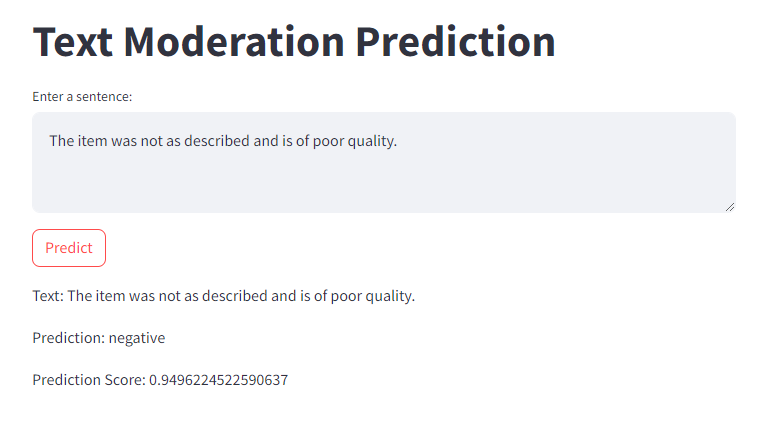 Text Moderation Prediction
Enter a sentence:
The item was not as described and is of poor quality.
Predict
Text: The item was not as described and is of poor quality.
Prediction: negative
Prediction Score: 0.9496224522590637